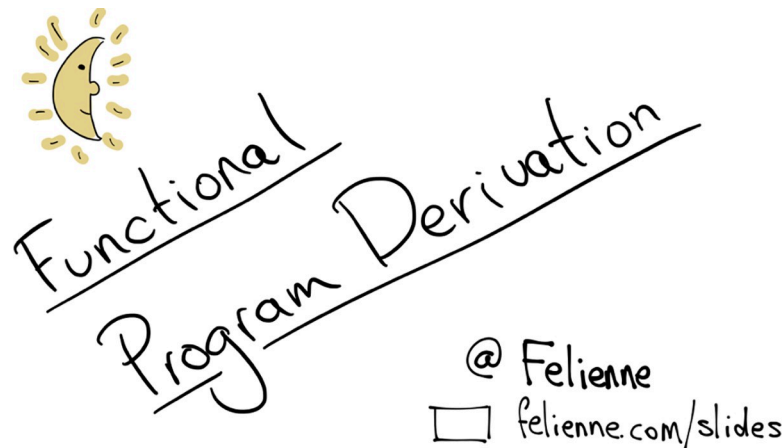 Functional
Program Derivation
@ Felienne
felienne.com/slides